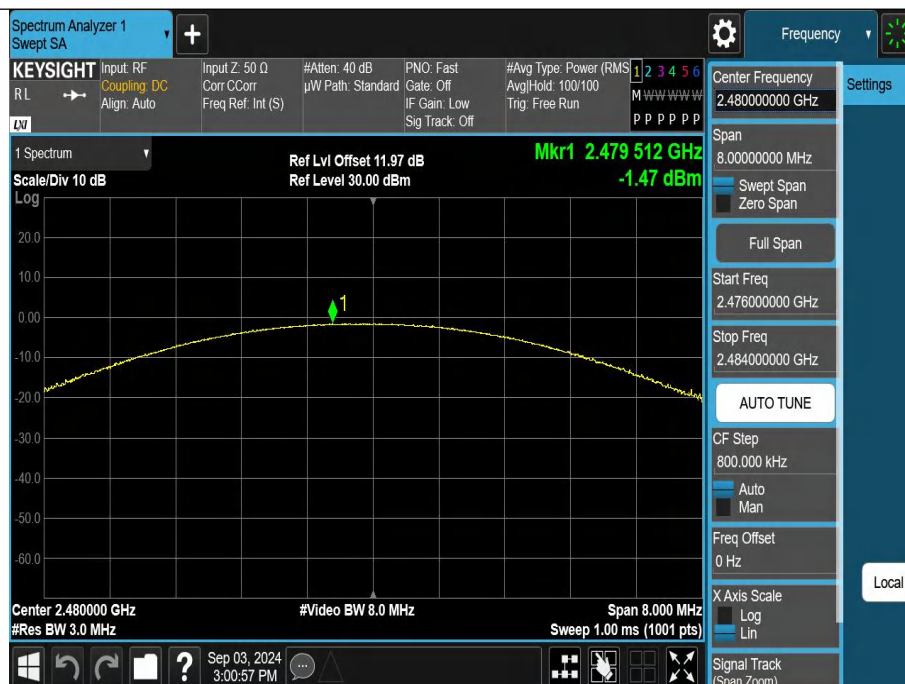 Spectrum Analyzer 1
Swept SA
Frequency
KEYSIGHT
RL
LXI
Input: RF
Coupling: DC
Align: Auto
Input Z: 50 Ω
Corr CCorr
Freq Ref: Int (S)
#Atten: 40 dB
µW Path: Standard
PNO: Fast
Gate: Off
IF Gain: Low
Sig Track: Off
#Avg Type: Power (RMS
Avg|Hold: 100/100
Trig: Free Run
1 2 3 4 5 6
M W W W W W
P P P P P P
1 Spectrum
Scale/Div 10 dB
Ref Lvl Offset 11.97 dB
Ref Level 30.00 dBm
Mkr1 2.479 512 GHz
-1.47 dBm
Log
20.0
10.0
0.00
-10.0
-20.0
-30.0
-40.0
-50.0
-60.0
1
Center 2.480000 GHz
#Res BW 3.0 MHz
#Video BW 8.0 MHz
Span 8.000 MHz
Sweep 1.00 ms (1001 pts)
Sep 03, 2024
3:00:57 PM
Center Frequency
2.480000000 GHz
Settings
Span
8.00000000 MHz
Swept Span
Zero Span
Full Span
Start Freq
2.476000000 GHz
Stop Freq
2.484000000 GHz
AUTO TUNE
CF Step
800.000 kHz
Auto
Man
Freq Offset
0 Hz
Local
X Axis Scale
Log
Lin
Signal Track
(Span Zoom)